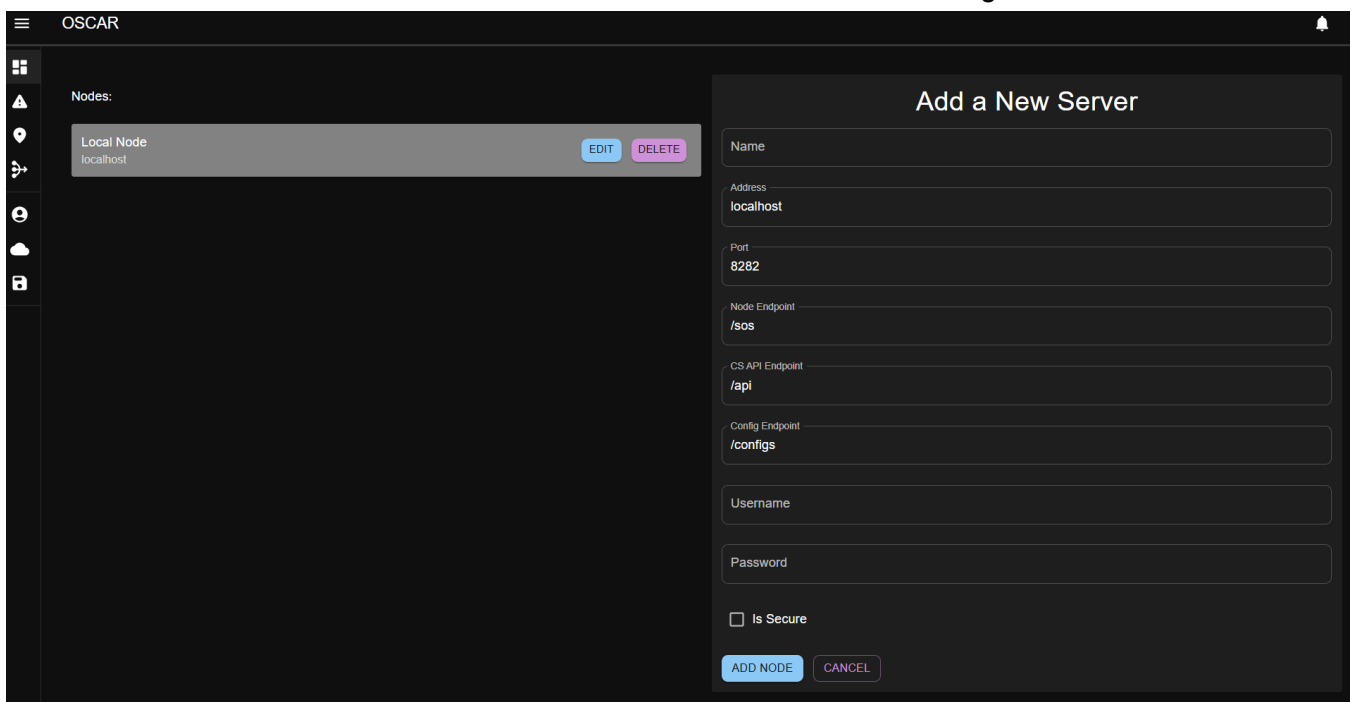 OSCAR
Nodes:
Local Node
localhost
EDIT
DELETE
Add a New Server
Name
Address
localhost
Port
8282
Node Endpoint
/sos
CS API Endpoint
/api
Config Endpoint
/configs
Username
Password
Is Secure
ADD NODE
CANCEL